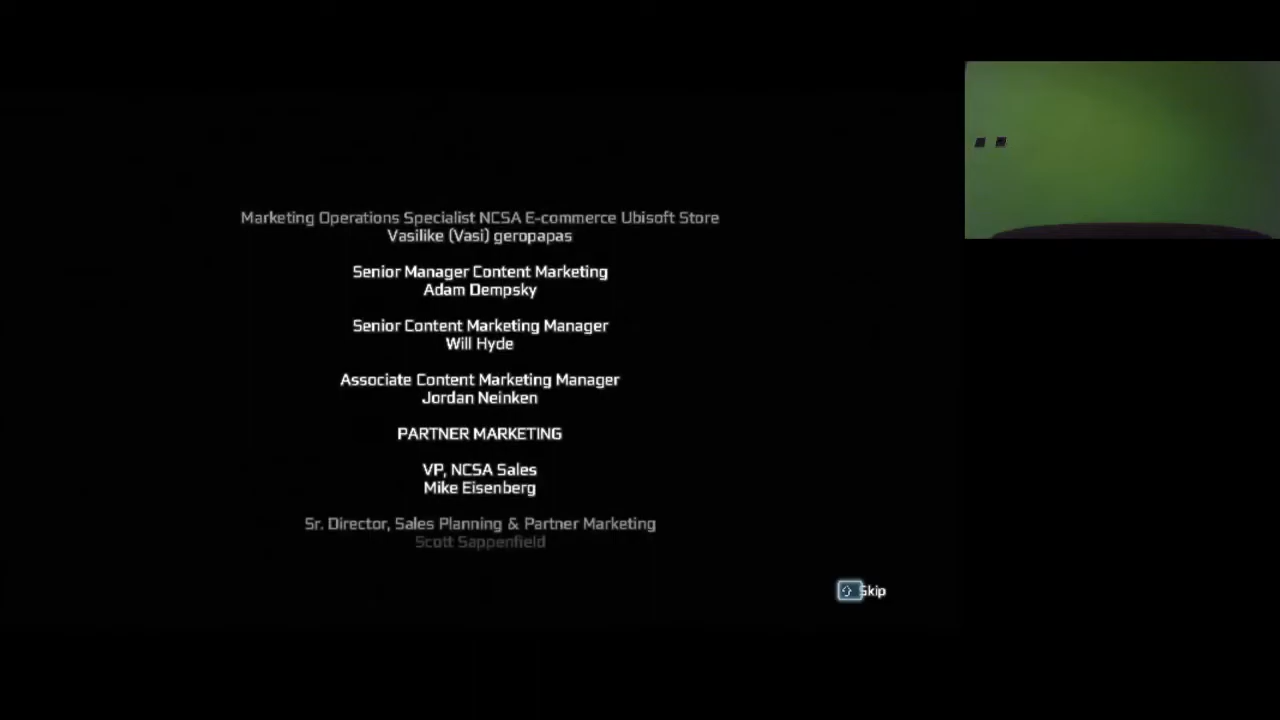 Marketing Operations Specialist NCSA E-commerce Ubisoft Store
Vasilike (Vasi) geropapas
Senior Manager Content Marketing
Adam Dempsky
Senior Content Marketing Manager
Will Hyde
Associate Content Marketing Manager
Jordan Neinken
PARTNER MARKETING
VP, NCSA Sales
Mike Eisenberg
Sr. Director, Sales Planning & Partner Marketing
Scott Sappenfield
Skip